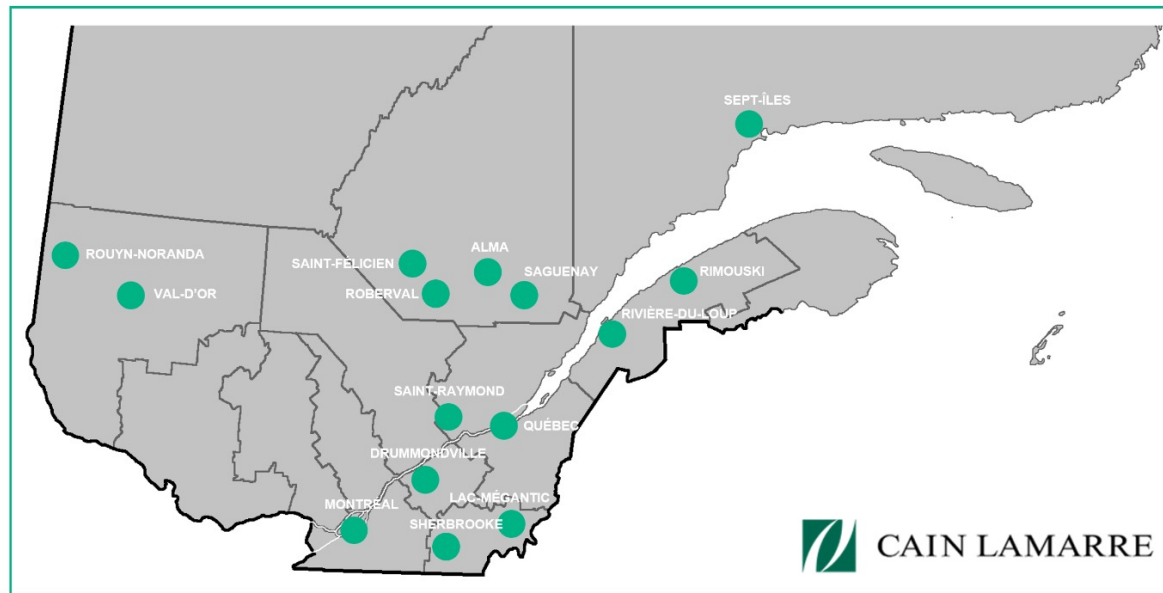 SEPT-ÎLES
ROUYN-NORANDA
ALMA
SAINT-FÉLICIEN
RIMOUSKI
VAL-D'OR
ROBERVAL
SAGUENAY
RIVIÈRE-DU-LOUP
SAINT-RAYMOND
QUÉBEC
DRUMMONDVILLE
LAC-MÉGANTIC
MONTRÉAL
SHERBROOKE
CAIN LAMARRE